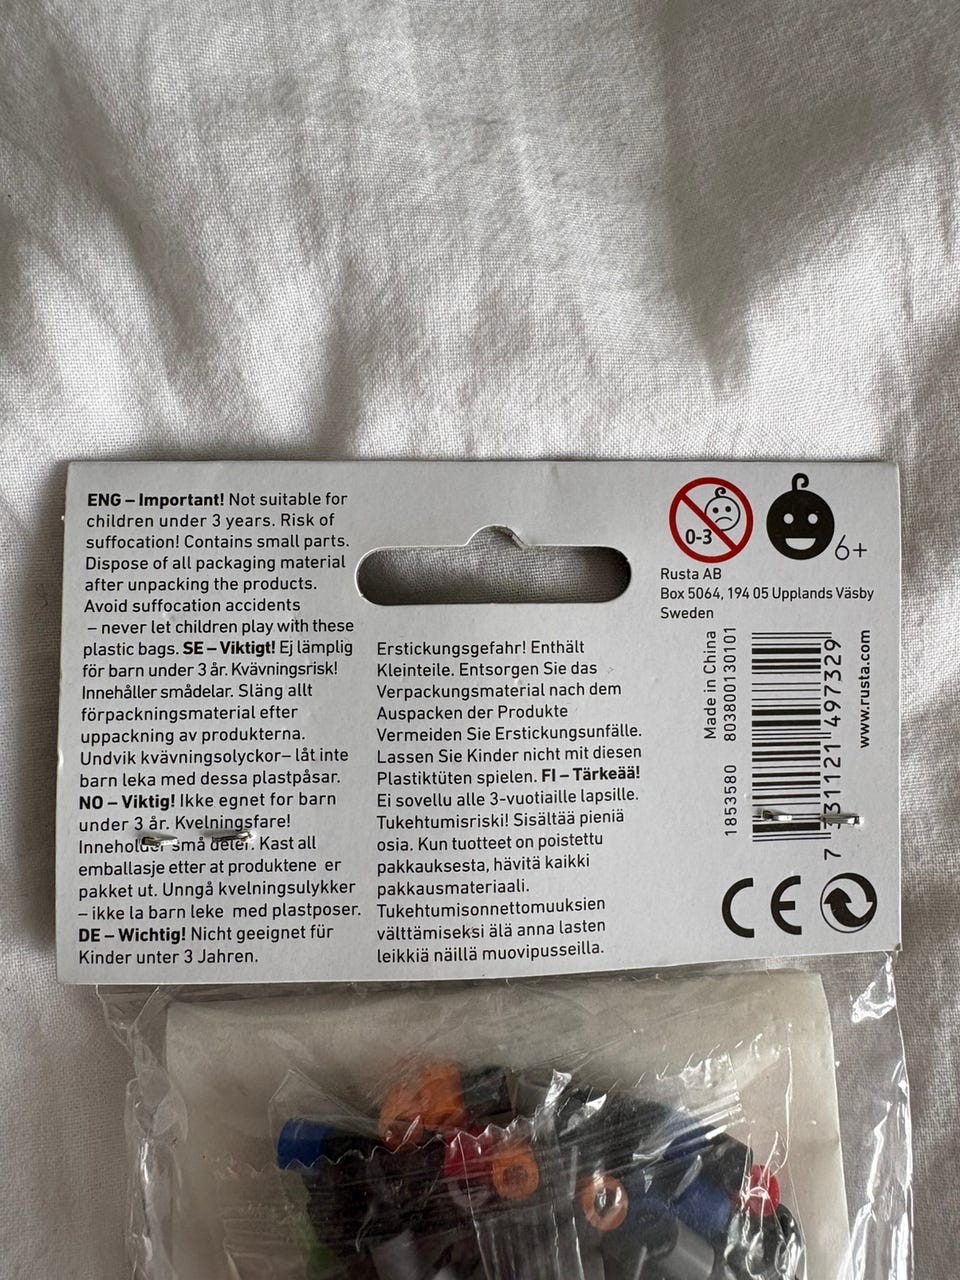 ENG – Important! Not suitable for
children under 3 years. Risk of
suffocation! Contains small parts.
Dispose of all packaging material
after unpacking the products.
Avoid suffocation accidents
– never let children play with these
plastic bags. SE – Viktigt! Ej lämplig
för barn under 3 år. Kvävningsrisk!
Innehåller smådelar. Släng allt
förpackningsmaterial efter
uppackning av produkterna.
Undvik kvävningsolyckor– låt inte
barn leka med dessa plastpåsar.
NO – Viktig! Ikke egnet for barn
under 3 år. Kvelningsfare!
Inneholder små deler. Kast all
emballasje etter at produktene er
pakket ut. Unngå kvelningsulykker
– ikke la barn leke med plastposer.
DE – Wichtig! Nicht geeignet für
Kinder unter 3 Jahren.
Erstickungsgefahr! Enthält
Kleinteile. Entsorgen Sie das
Verpackungsmaterial nach dem
Auspacken der Produkte
Vermeiden Sie Erstickungsunfälle.
Lassen Sie Kinder nicht mit diesen
Plastiktüten spielen. FI – Tärkeää!
Ei sovellu alle 3-vuotiaille lapsille.
Tukehtumisriski! Sisältää pieniä
osia. Kun tuotteet on poistettu
pakkauksesta, hävitä kaikki
pakkausmateriaali.
Tukehtumisonnettomuuksien
välttämiseksi älä anna lasten
leikkiä näillä muovipusseilla.
0-3
6+
Rusta AB
Box 5064, 194 05 Upplands Väsby
Sweden
Made in China
1853580 803800130101
7 331121 497329
www.rusta.com
CE